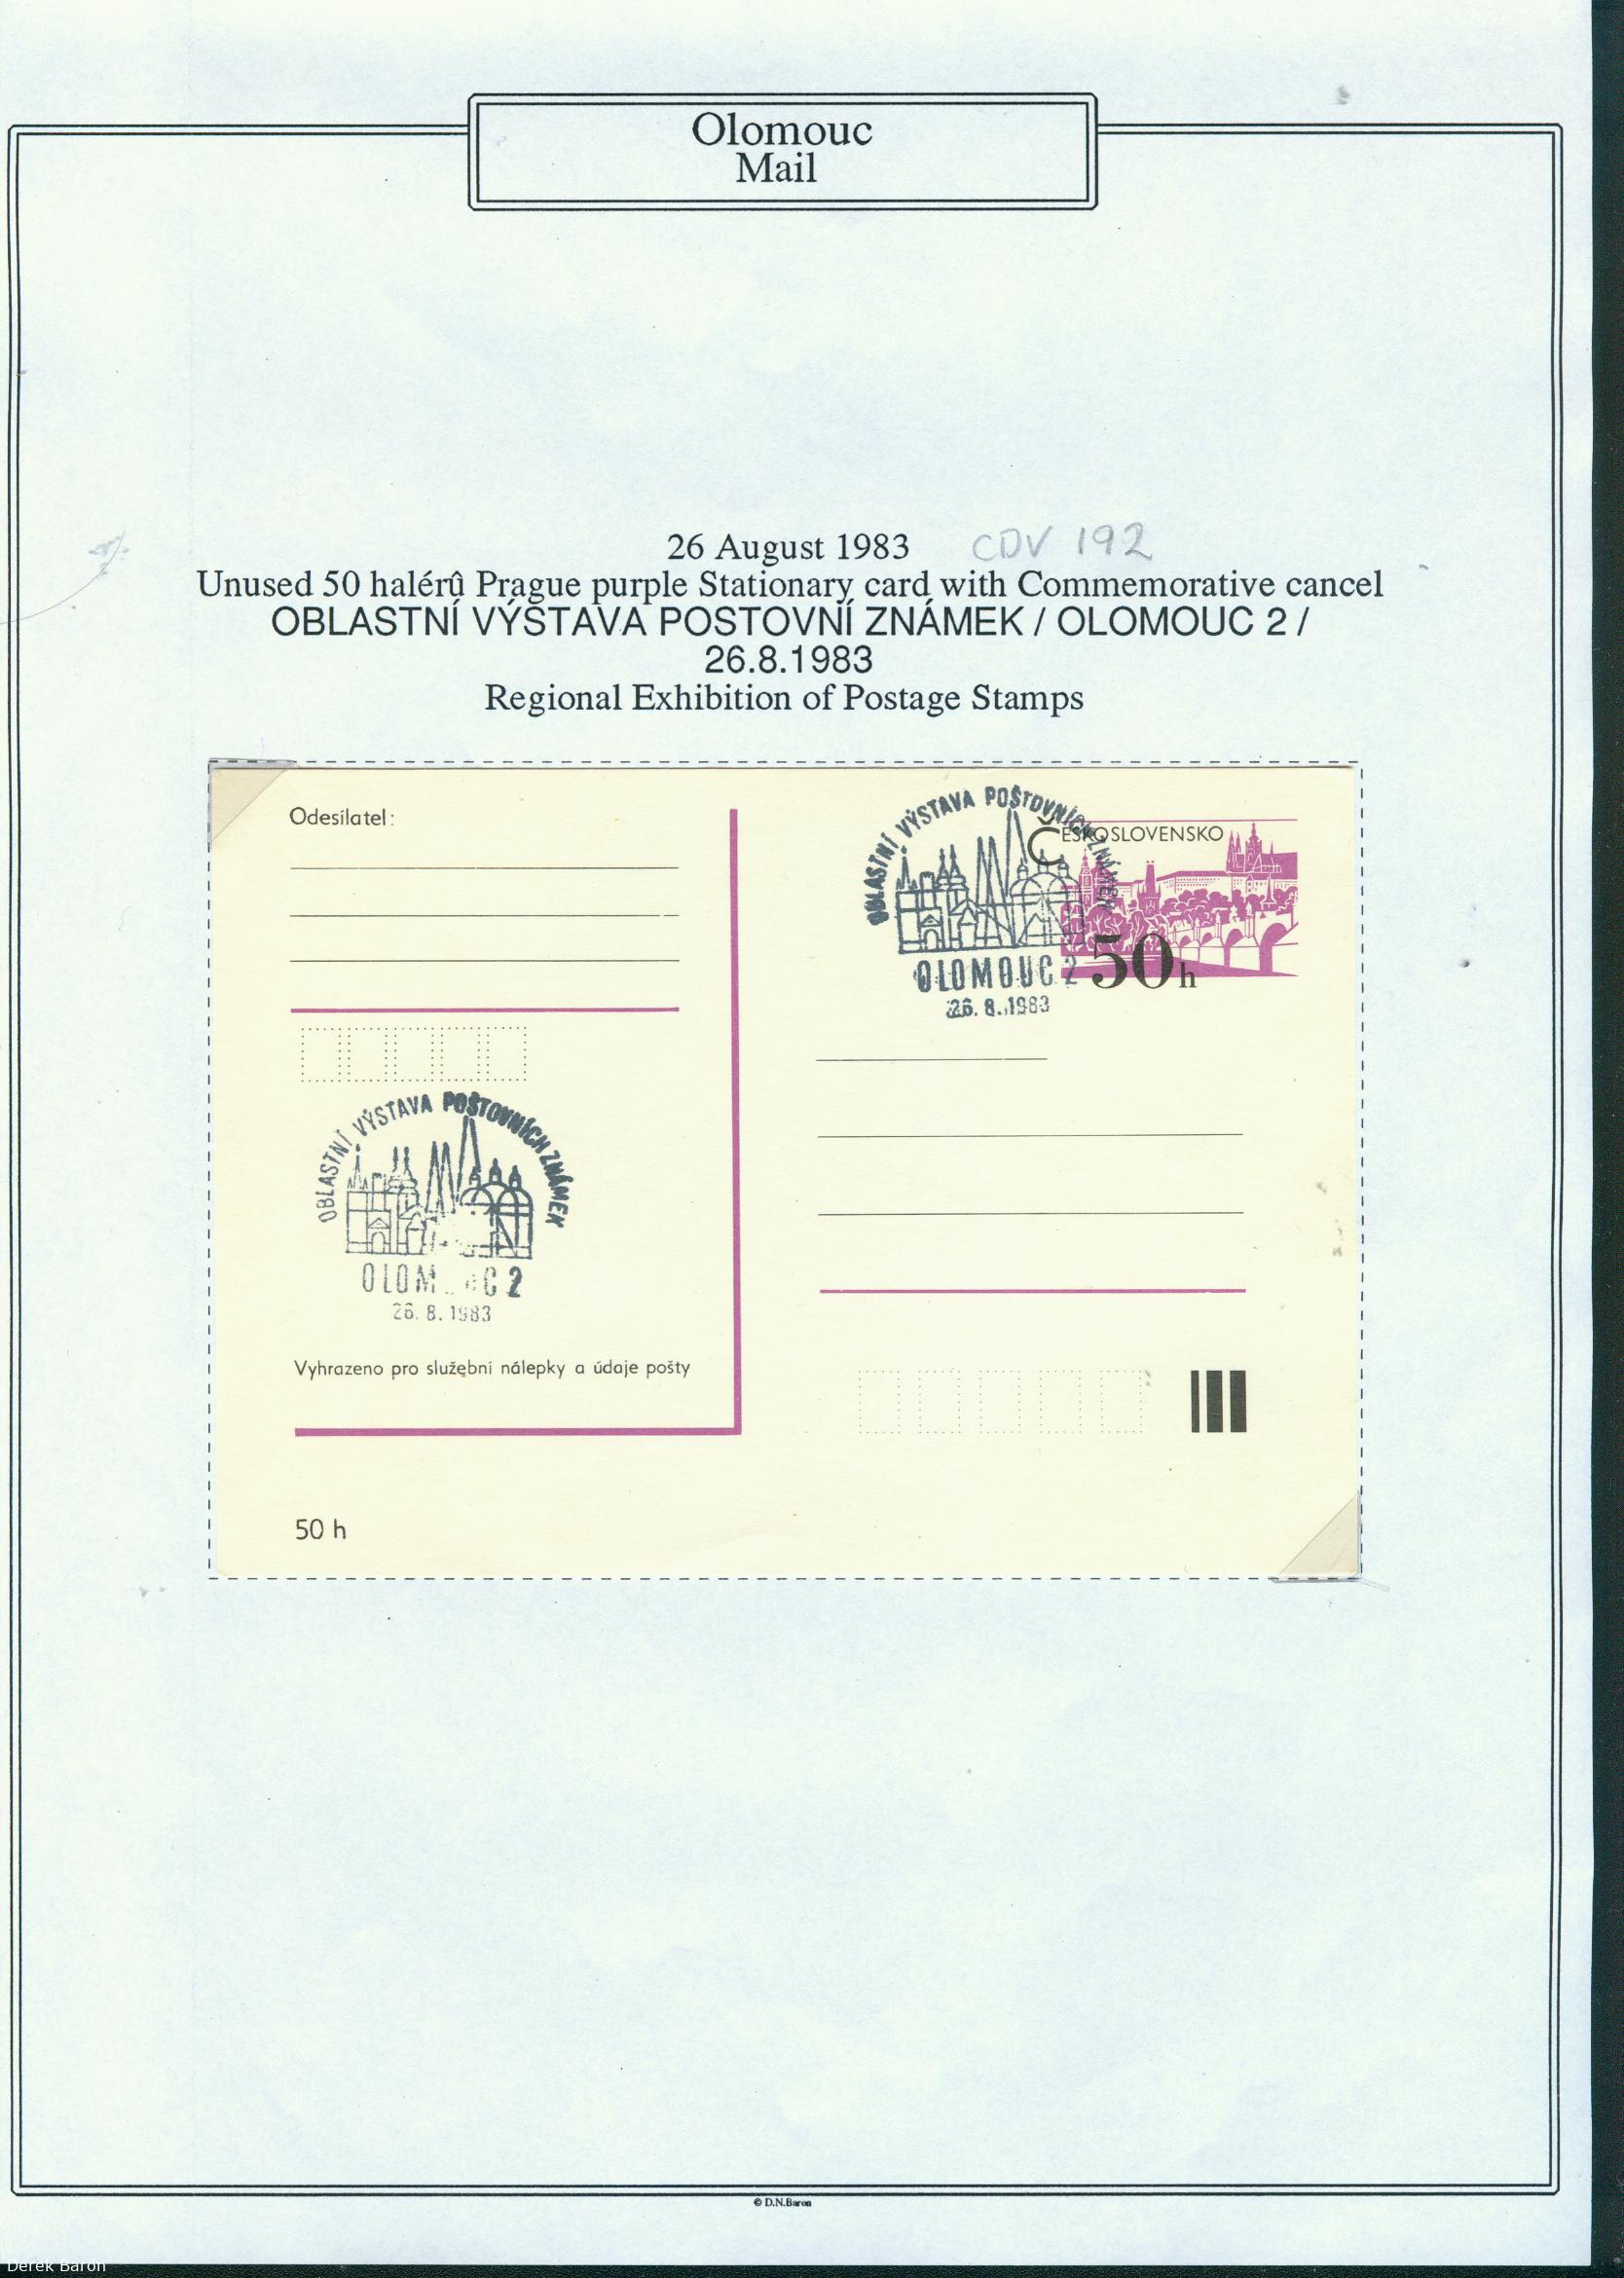 Olomouc
Mail
26 August 1983 CDV 192
Unused 50 halérû Prague purple Stationary card with Commemorative cancel
OBLASTNÍ VÝSTAVA POSTOVNÍ ZNÁMEK / OLOMOUC 2 /
26.8.1983
Regional Exhibition of Postage Stamps
Odesílatel:
OBLASTNÍ VÝSTAVA POŠTOVNÍCH ZNÁMEK
OLOMOUC 2
26. 8. 1983
ČESKOSLOVENSKO
50h
OBLASTNÍ VÝSTAVA POŠTOVNÍCH ZNÁMEK
OLOM C 2
26. 8. 1983
Vyhrazeno pro služební nálepky a údaje pošty
50 h
© D.N.Baron
Derek Baron